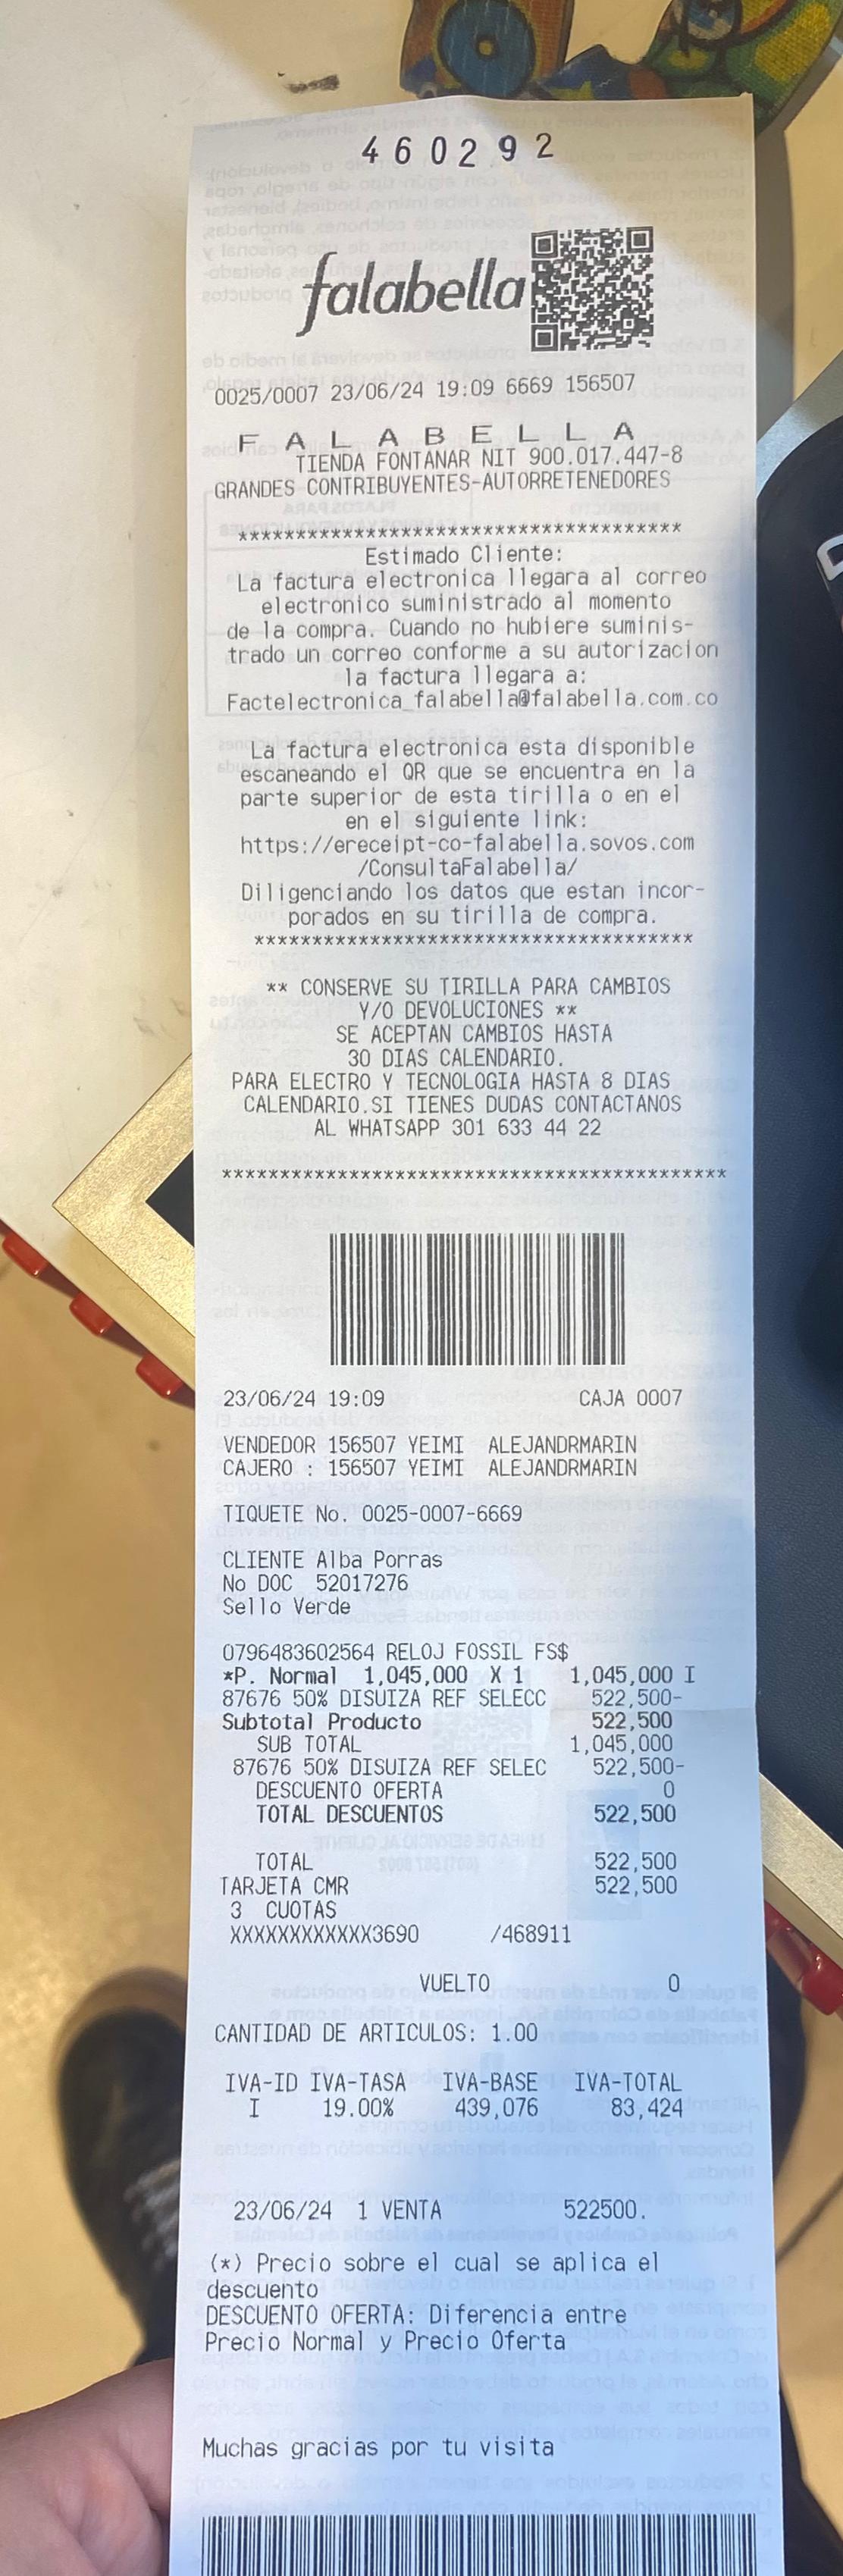 460292
falabella
0025/0007 23/06/24 19:09 6669 156507
F A L A B E L L A
TIENDA FONTANAR NIT 900.017.447-8
GRANDES CONTRIBUYENTES-AUTORRETENEDORES
**************************************
Estimado Cliente:
La factura electronica llegara al correo
electronico suministrado al momento
de la compra. Cuando no hubiere suminis-
trado un correo conforme a su autorizacion
la factura llegara a:
Factelectronica_falabella@falabella.com.co
La factura electronica esta disponible
escaneando el QR que se encuentra en la
parte superior de esta tirilla o en el
en el siguiente link:
https://ereceipt-co-falabella.sovos.com
/ConsultaFalabella/
Diligenciando los datos que estan incor-
porados en su tirilla de compra.
**************************************
** CONSERVE SU TIRILLA PARA CAMBIOS
Y/O DEVOLUCIONES **
SE ACEPTAN CAMBIOS HASTA
30 DIAS CALENDARIO.
PARA ELECTRO Y TECNOLOGIA HASTA 8 DIAS
CALENDARIO.SI TIENES DUDAS CONTACTANOS
AL WHATSAPP 301 633 44 22
********************************************
23/06/24 19:09 CAJA 0007
VENDEDOR 156507 YEIMI ALEJANDRMARIN
CAJERO : 156507 YEIMI ALEJANDRMARIN
TIQUETE No. 0025-0007-6669
CLIENTE Alba Porras
No DOC 52017276
Sello Verde
0796483602564 RELOJ FOSSIL FS$
*P. Normal 1,045,000 X 1 1,045,000 I
87676 50% DISUIZA REF SELECC 522,500-
Subtotal Producto 522,500
SUB TOTAL 1,045,000
87676 50% DISUIZA REF SELEC 522,500-
DESCUENTO OFERTA 0
TOTAL DESCUENTOS 522,500
TOTAL 522,500
TARJETA CMR 522,500
3 CUOTAS
XXXXXXXXXXXX3690 /468911
VUELTO 0
CANTIDAD DE ARTICULOS: 1.00
IVA-ID IVA-TASA IVA-BASE IVA-TOTAL
I 19.00% 439,076 83,424
23/06/24 1 VENTA 522500.
(*) Precio sobre el cual se aplica el
descuento
DESCUENTO OFERTA: Diferencia entre
Precio Normal y Precio Oferta
Muchas gracias por tu visita